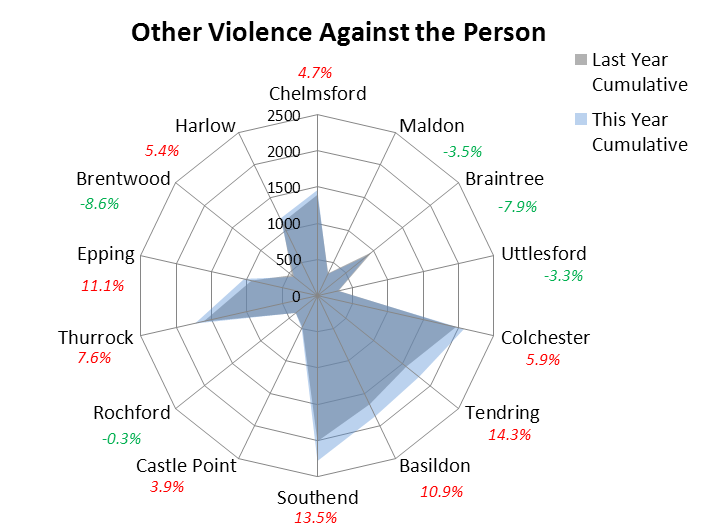 Other Violence Against the Person
Last Year
Cumulative
This Year
Cumulative
4.7%
Chelmsford
Maldon
-3.5%
Braintree
-7.9%
Uttlesford
-3.3%
Colchester
5.9%
Tendring
14.3%
Basildon
10.9%
Southend
13.5%
Castle Point
3.9%
Rochford
-0.3%
Thurrock
7.6%
Epping
11.1%
Brentwood
-8.6%
Harlow
5.4%
2500
2000
1500
1000
500
0